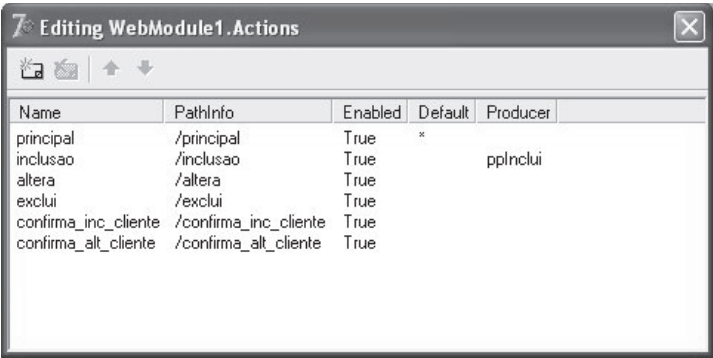 7 Editing WebModule1.Actions
Name PathInfo Enabled Default Producer
principal /principal True *
inclusao /inclusao True ppInclui
altera /altera True
exclui /exclui True
confirma_inc_cliente /confirma_inc_cliente True
confirma_alt_cliente /confirma_alt_cliente True